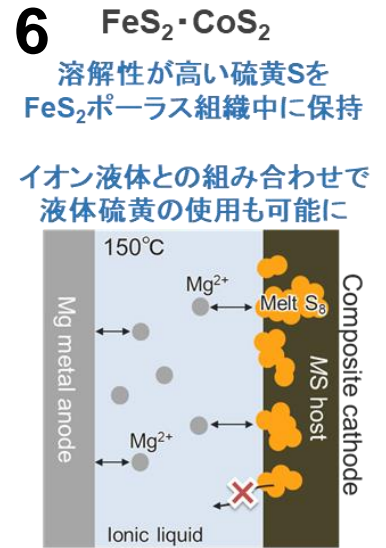 6
FeS₂・CoS₂
溶解性が高い硫黄Sを
FeS₂ポーラス組織中に保持
イオン液体との組み合わせで
液体硫黄の使用も可能に
150℃
Mg²⁺
Melt S₈
Mg metal anode
MS host
Composite cathode
Mg²⁺
Ionic liquid